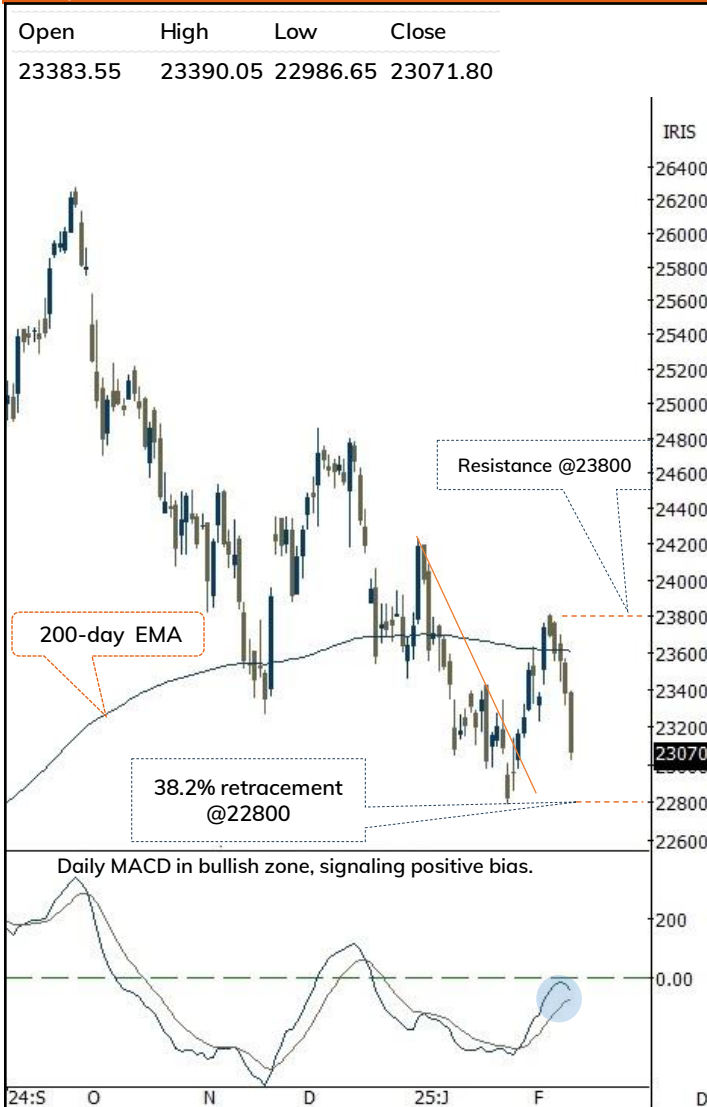 Open High Low Close
23383.55 23390.05 22986.65 23071.80
IRIS
26400
26200
26000
25800
25600
25400
25200
25000
24800
24600
Resistance @23800
24400
24200
24000
23800
200-day EMA
23600
23400
23200
23070
38.2% retracement
@22800
22800
22600
Daily MACD in bullish zone, signaling positive bias.
200
0.00
24:S O N D 25:J F D